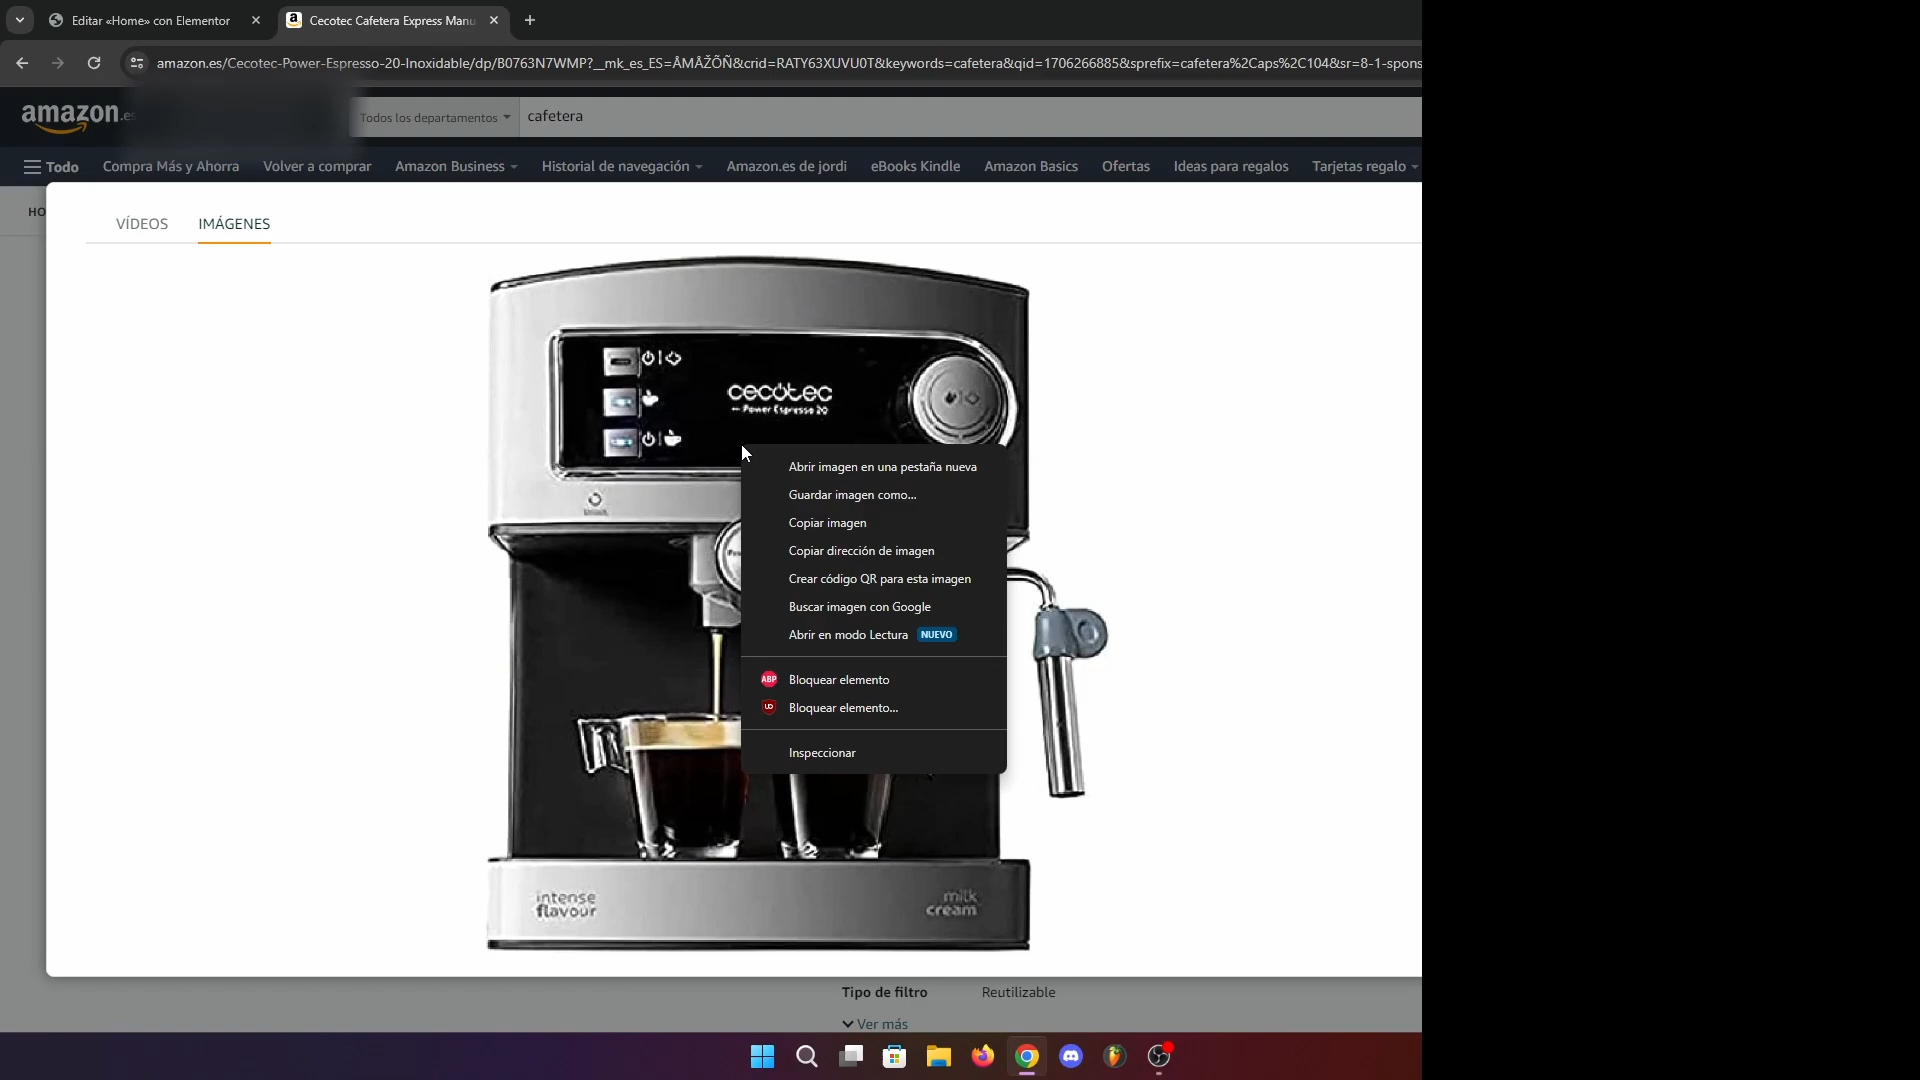 Editar «Home» con Elementor
Cecotec Cafetera Express Manu
amazon.es/Cecotec-Power-Espresso-20-Inoxidable/dp/B0763N7WMP?__mk_es_ES=ÅMÅŽÕÑ&crid=RATY63XUVU0T&keywords=cafetera&qid=1706266885&sprefix=cafetera%2Caps%2C104&sr=8-1-spons
amazon.es
Todos los departamentos
cafetera
Todo
Compra Más y Ahorra
Volver a comprar
Amazon Business
Historial de navegación
Amazon.es de jordi
eBooks Kindle
Amazon Basics
Ofertas
Ideas para regalos
Tarjetas regalo
HO
VÍDEOS
IMÁGENES
cecotec
Power Espresso 20
Abrir imagen en una pestaña nueva
Guardar imagen como...
Copiar imagen
Copiar dirección de imagen
Crear código QR para esta imagen
Buscar imagen con Google
Abrir en modo Lectura NUEVO
ABP Bloquear elemento
Bloquear elemento...
Inspeccionar
intense
flavour
milk
cream
Tipo de filtro
Reutilizable
Ver más